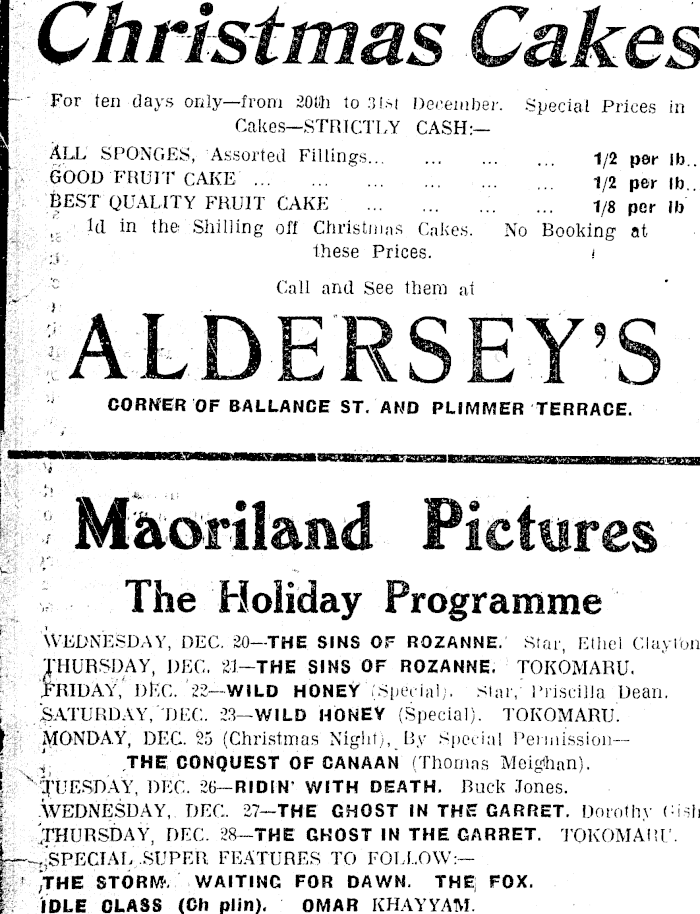 Christmas Cakes
For ten days only—from 20th to 31st December. Special Prices in
Cakes—STRICTLY CASH:—
ALL SPONGES, Assorted Fillings... ... ... ... 1/2 per lb..
GOOD FRUIT CAKE ... ... ... ... ... ... 1/2 per lb..
BEST QUALITY FRUIT CAKE ... ... ... ... 1/8 per lb
1d in the Shilling off Christmas Cakes. No Booking at
these Prices.
Call and See them at
ALDERSEY'S
CORNER OF BALLANCE ST. AND PLIMMER TERRACE.
Maoriland Pictures
The Holiday Programme
WEDNESDAY, DEC. 20—THE SINS OF ROZANNE. Star, Ethel Clayton
THURSDAY, DEC. 21—THE SINS OF ROZANNE. TOKOMARU.
FRIDAY, DEC. 22—WILD HONEY (Special). Star, Priscilla Dean.
SATURDAY, DEC. 23—WILD HONEY (Special). TOKOMARU.
MONDAY, DEC. 25 (Christmas Night), By Special Permission—
THE CONQUEST OF CANAAN (Thomas Meighan).
TUESDAY, DEC. 26—RIDIN' WITH DEATH. Buck Jones.
WEDNESDAY, DEC. 27—THE GHOST IN THE GARRET. Dorothy Gish
THURSDAY, DEC. 28—THE GHOST IN THE GARRET. TOKOMARU.
SPECIAL SUPER FEATURES TO FOLLOW:—
THE STORM. WAITING FOR DAWN. THE FOX.
IDLE CLASS (Ch plin). OMAR KHAYYAM.